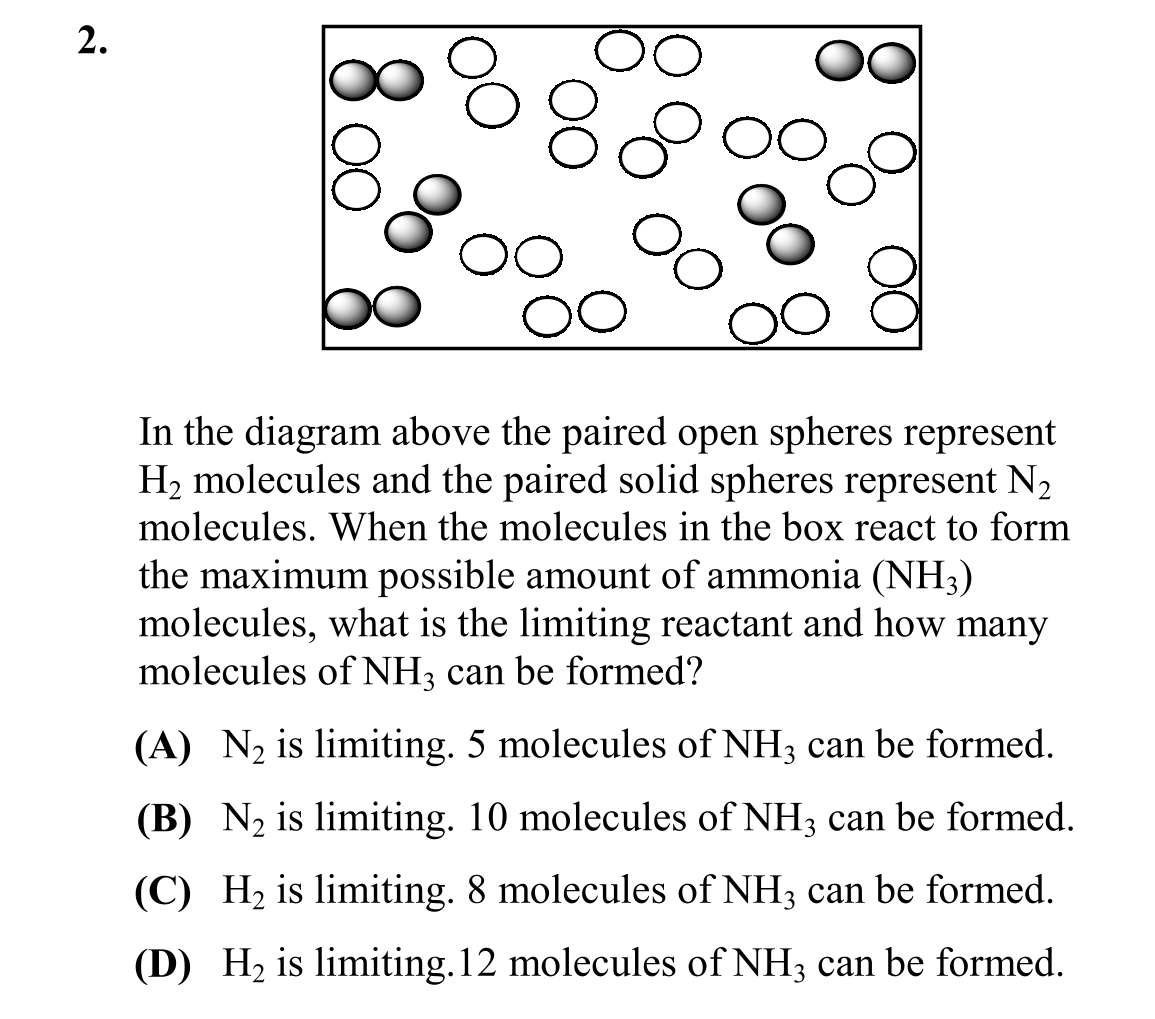 2.
In the diagram above the paired open spheres represent
H₂ molecules and the paired solid spheres represent N₂
molecules. When the molecules in the box react to form
the maximum possible amount of ammonia (NH₃)
molecules, what is the limiting reactant and how many
molecules of NH₃ can be formed?
(A) N₂ is limiting. 5 molecules of NH₃ can be formed.
(B) N₂ is limiting. 10 molecules of NH₃ can be formed.
(C) H₂ is limiting. 8 molecules of NH₃ can be formed.
(D) H₂ is limiting.12 molecules of NH₃ can be formed.